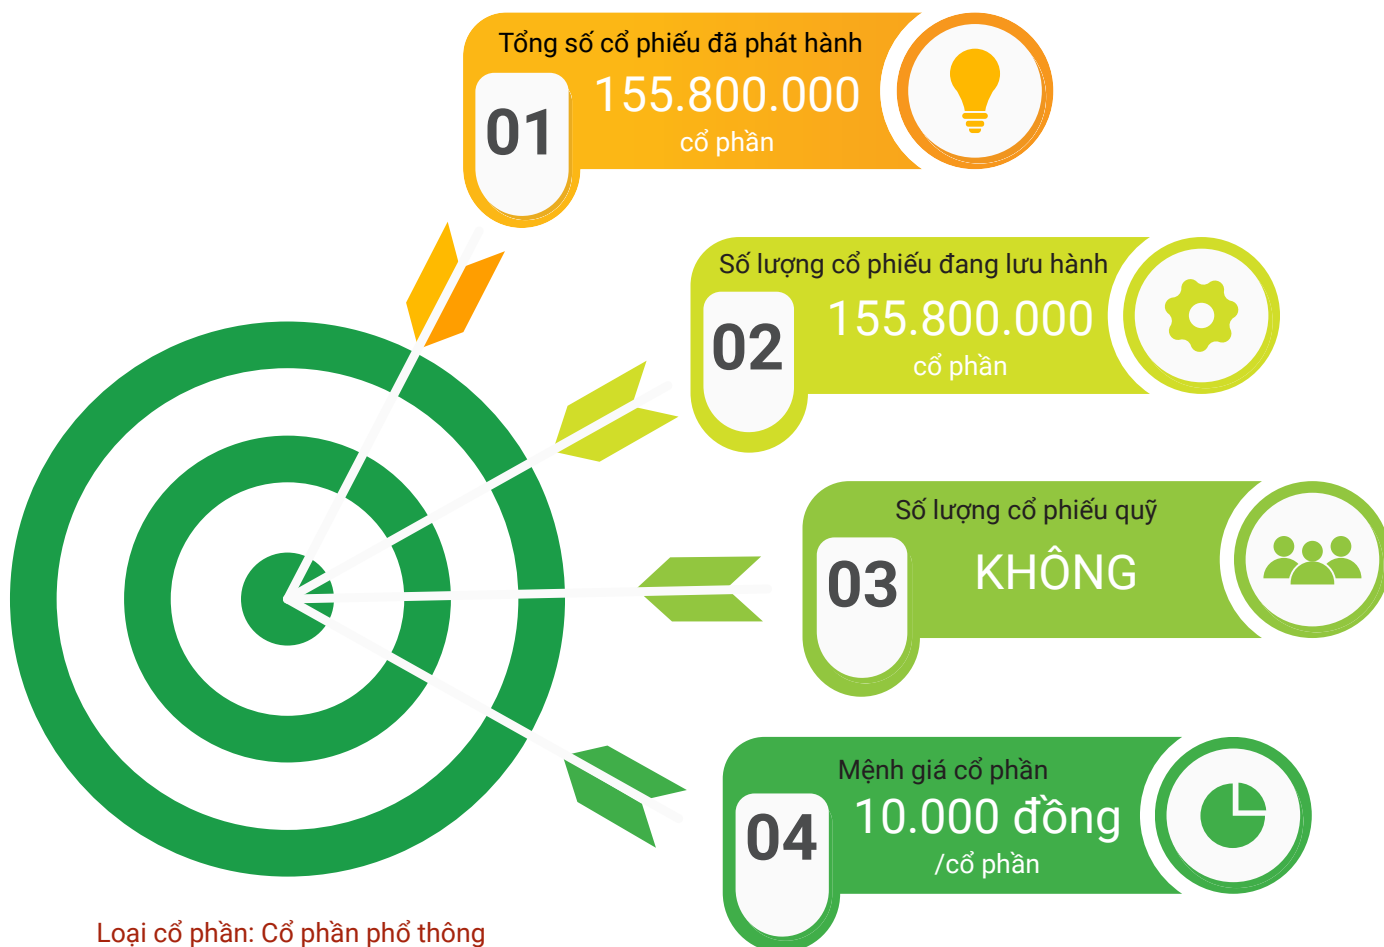 Tổng số cổ phiếu đã phát hành
01
155.800.000
cổ phần
Số lượng cổ phiếu đang lưu hành
02
155.800.000
cổ phần
Số lượng cổ phiếu quỹ
03
KHÔNG
Mệnh giá cổ phần
04
10.000 đồng
/cổ phần
Loại cổ phần: Cổ phần phổ thông